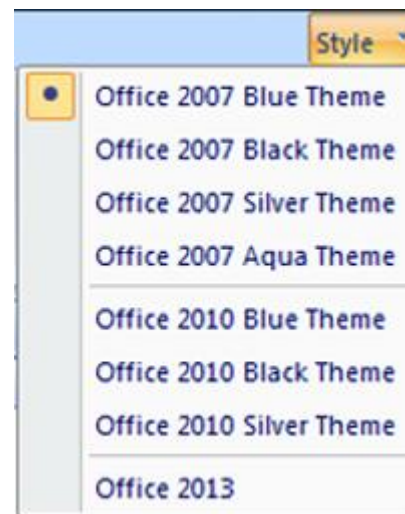 Style
Office 2007 Blue Theme
Office 2007 Black Theme
Office 2007 Silver Theme
Office 2007 Aqua Theme
Office 2010 Blue Theme
Office 2010 Black Theme
Office 2010 Silver Theme
Office 2013